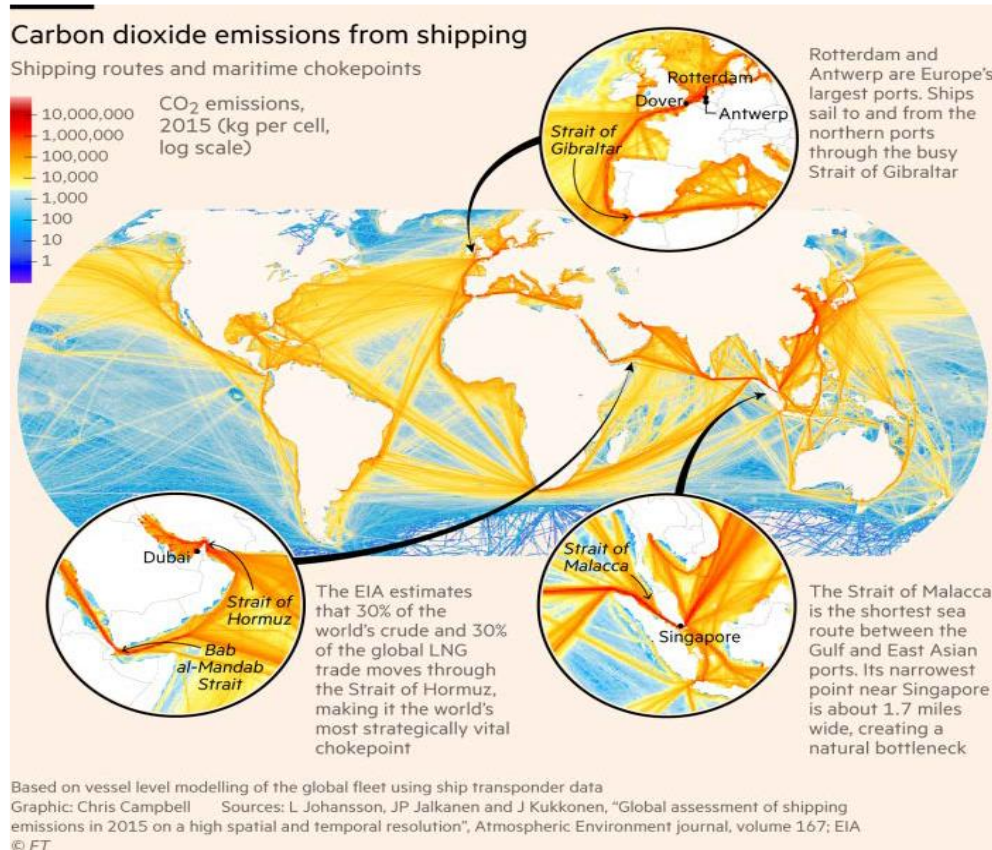 Carbon dioxide emissions from shipping
Shipping routes and maritime chokepoints
10,000,000
1,000,000
100,000
10,000
1,000
100
10
1
CO2 emissions,
2015 (kg per cell,
log scale)
Rotterdam
Dover
Antwerp
Strait of
Gibraltar
Rotterdam and
Antwerp are Europe's
largest ports. Ships
sail to and from the
northern ports
through the busy
Strait of Gibraltar
Dubai
Strait of
Hormuz
Bab
al-Mandab
Strait
The EIA estimates
that 30% of the
world's crude and 30%
of the global LNG
trade moves through
the Strait of Hormuz,
making it the world's
most strategically vital
chokepoint
Strait of
Malacca
Singapore
The Strait of Malacca
is the shortest sea
route between the
Gulf and East Asian
ports. Its narrowest
point near Singapore
is about 1.7 miles
wide, creating a
natural bottleneck
Based on vessel level modelling of the global fleet using ship transponder data
Graphic: Chris Campbell Sources: L Johansson, JP Jalkanen and J Kukkonen, "Global assessment of shipping
emissions in 2015 on a high spatial and temporal resolution", Atmospheric Environment journal, volume 167; EIA
© FT